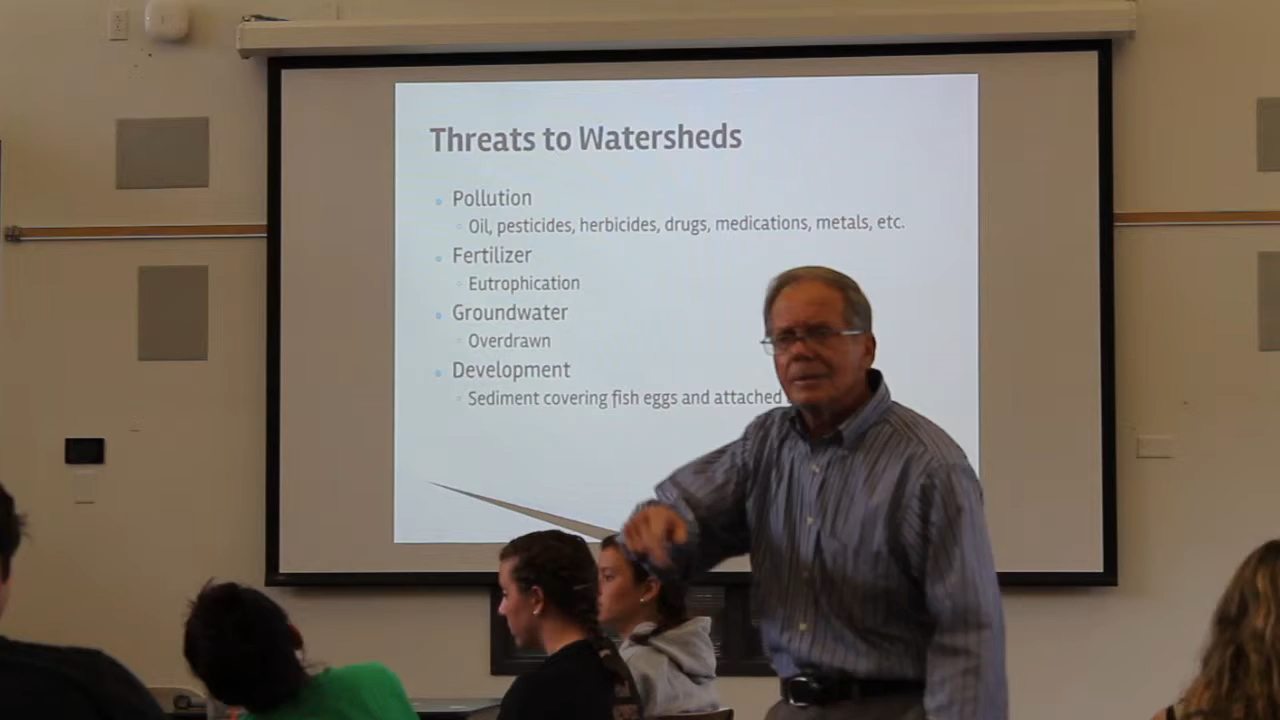 Threats to Watersheds
Pollution
Oil, pesticides, herbicides, drugs, medications, metals, etc.
Fertilizer
Eutrophication
Groundwater
Overdrawn
Development
Sediment covering fish eggs and attached